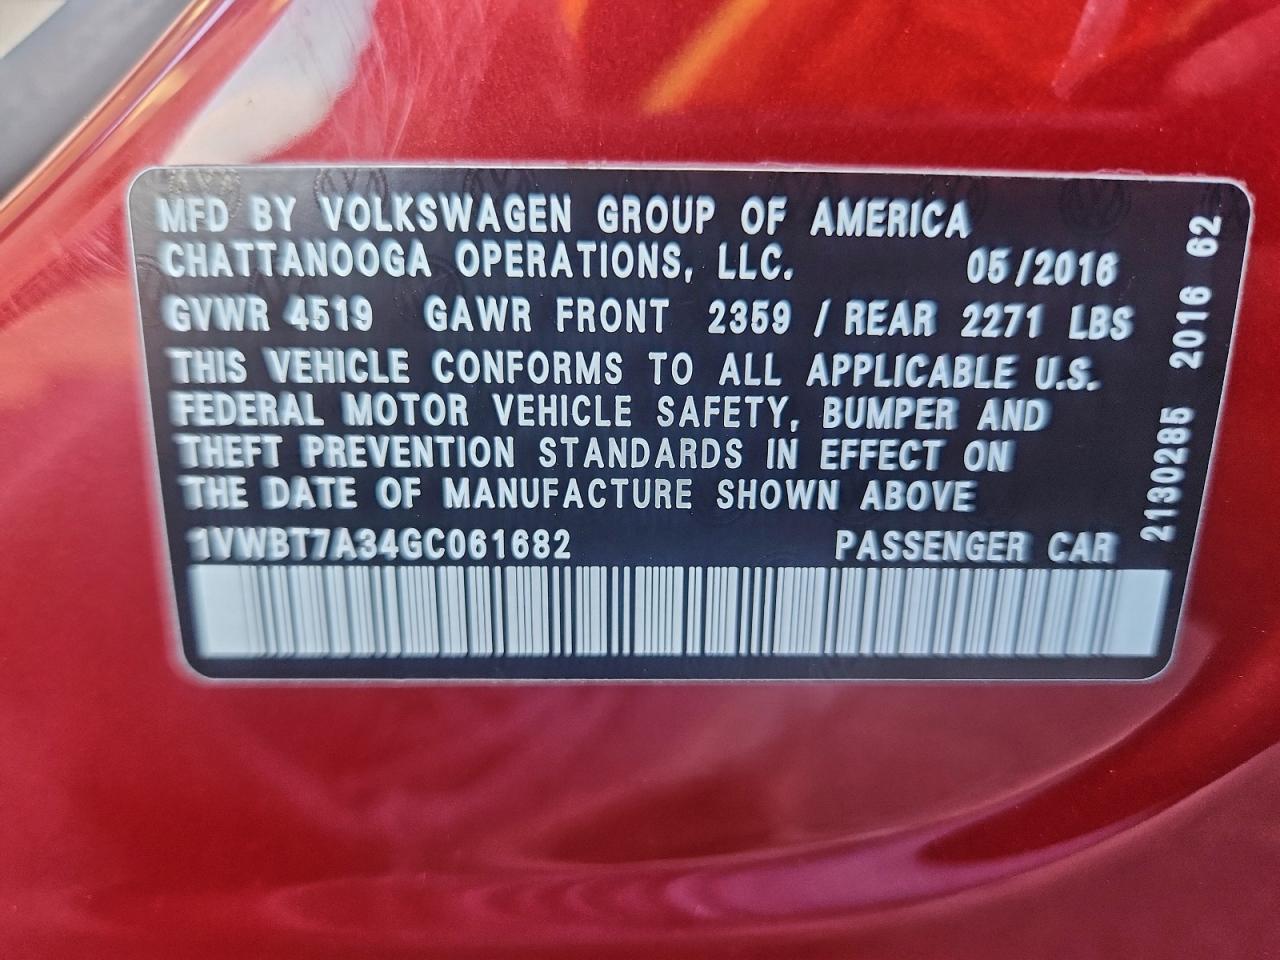 MFD BY VOLKSWAGEN GROUP OF AMERICA
CHATTANOOGA OPERATIONS, LLC. 05/2016
GVWR 4519 GAWR FRONT 2359 / REAR 2271 LBS
THIS VEHICLE CONFORMS TO ALL APPLICABLE U.S.
FEDERAL MOTOR VEHICLE SAFETY, BUMPER AND
THEFT PREVENTION STANDARDS IN EFFECT ON
THE DATE OF MANUFACTURE SHOWN ABOVE
1VWBT7A34GC061682 PASSENGER CAR
2130285 2016 62